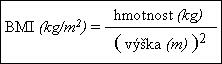 BMI (kg/m²) = hmotnost (kg)
( výška (m) )²